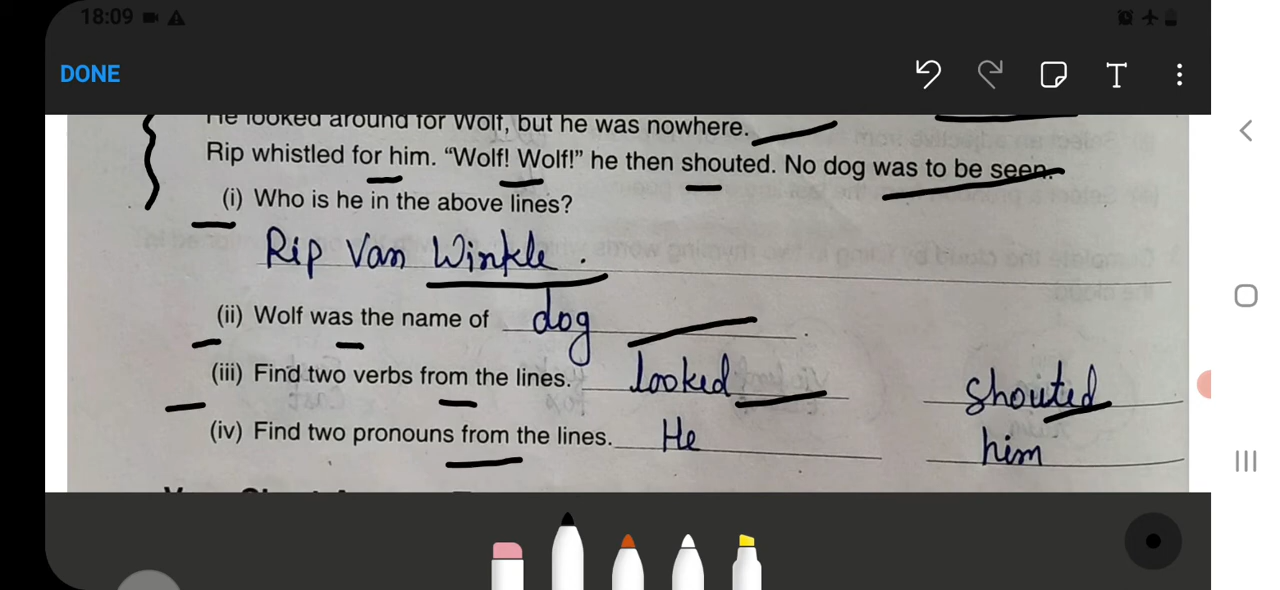 18:09
DONE
T
He looked around for Wolf, but he was nowhere.
Rip whistled for him. “Wolf! Wolf!” he then shouted. No dog was to be seen.
(i) Who is he in the above lines?
Rip Van Winkle.
(ii) Wolf was the name of dog.
(iii) Find two verbs from the lines. looked shouted
(iv) Find two pronouns from the lines. He him